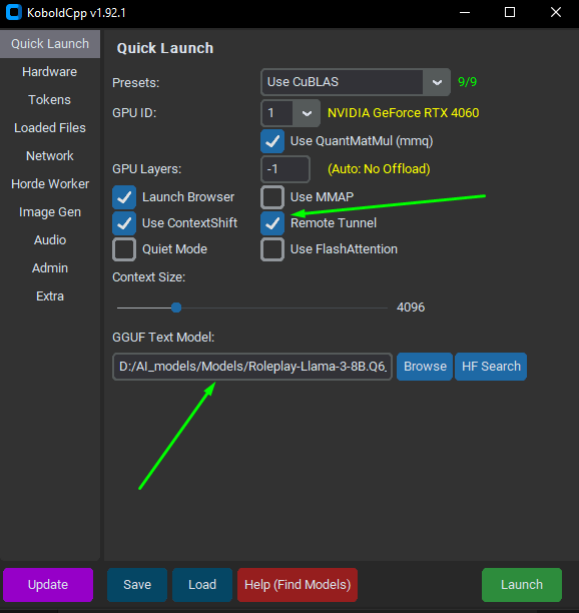 KoboldCpp v1.92.1
Quick Launch
Hardware
Tokens
Loaded Files
Network
Horde Worker
Image Gen
Audio
Admin
Extra
Quick Launch
Presets: Use CuBLAS 9/9
GPU ID: 1 NVIDIA GeForce RTX 4060
Use QuantMatMul (mmq)
GPU Layers: -1 (Auto: No Offload)
Launch Browser Use MMAP
Use ContextShift Remote Tunnel
Quiet Mode Use FlashAttention
Context Size:
4096
GGUF Text Model:
D:/AI_models/Models/Roleplay-Llama-3-8B.Q6_ Browse HF Search
Update Save Load Help (Find Models) Launch